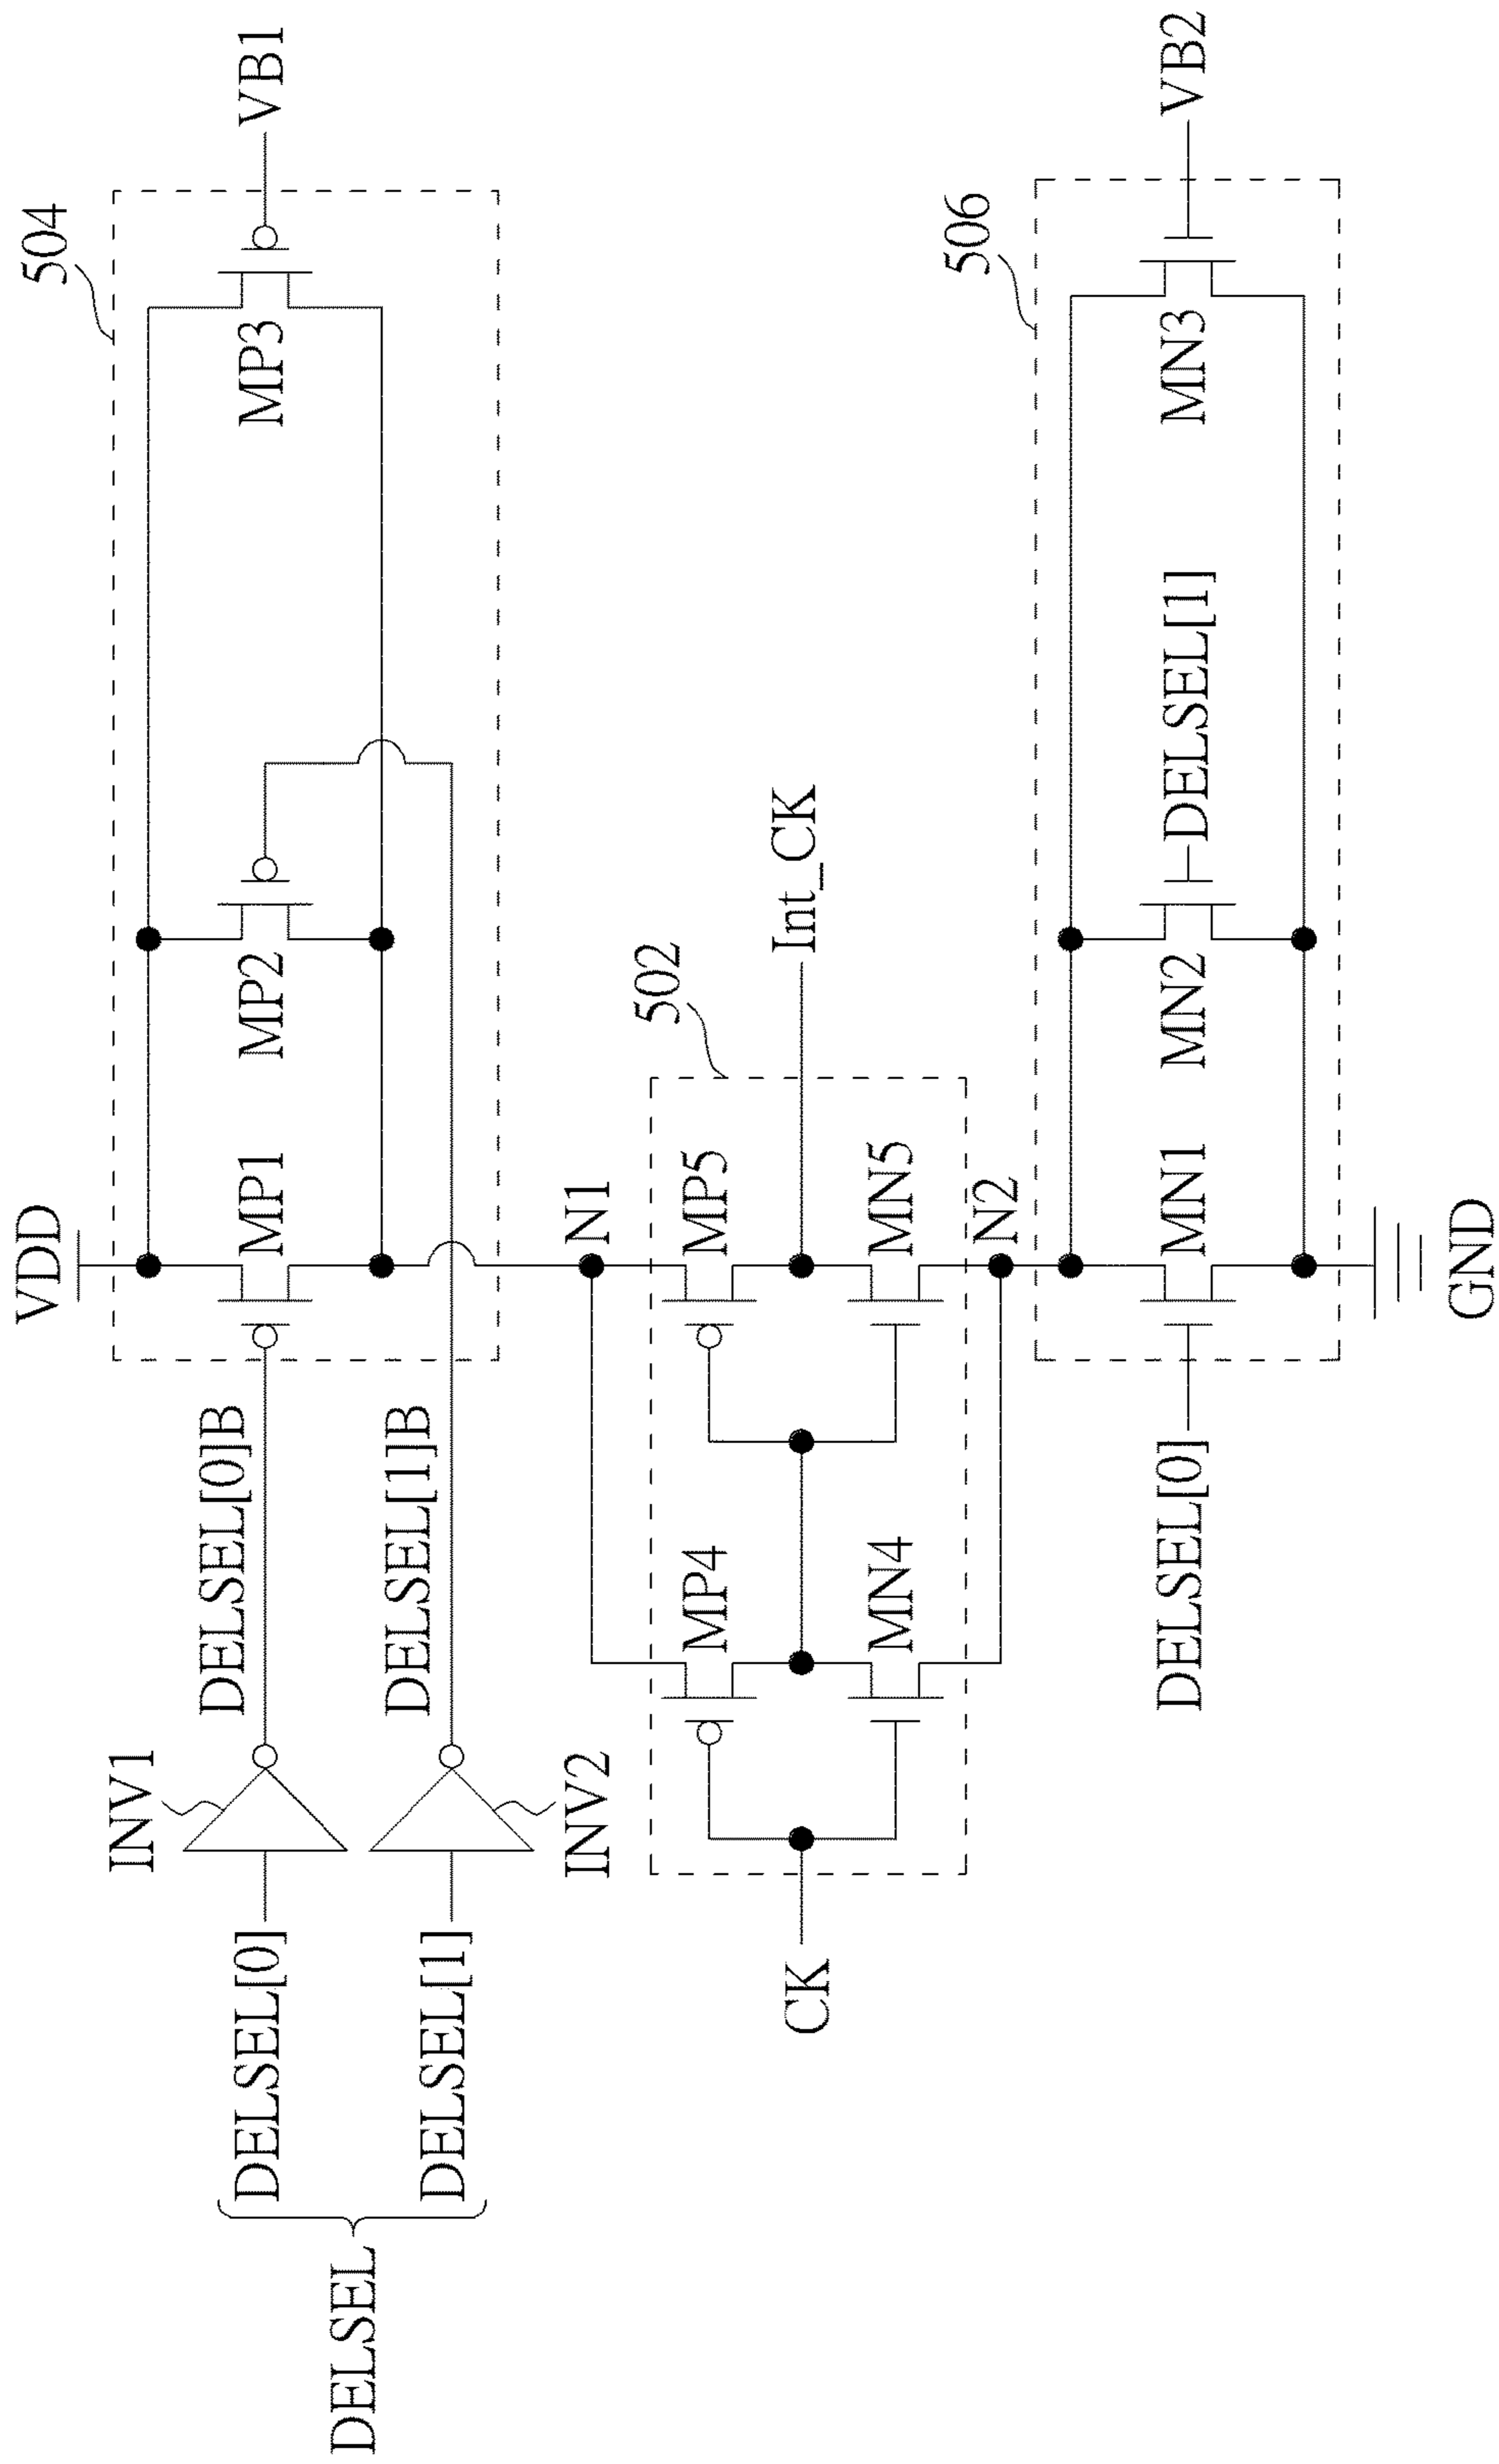 VDD
504
INV1
DELSEL[0]
DELSEL[0]B
MP1
MP2
MP3
VB1
DELSEL
DELSEL[1]
DELSEL[1]B
INV2
N1
502
MP4
MP5
CK
Int_CK
MN4
MN5
N2
506
DELSEL[0]
MN1
MN2
DELSEL[1]
MN3
VB2
GND